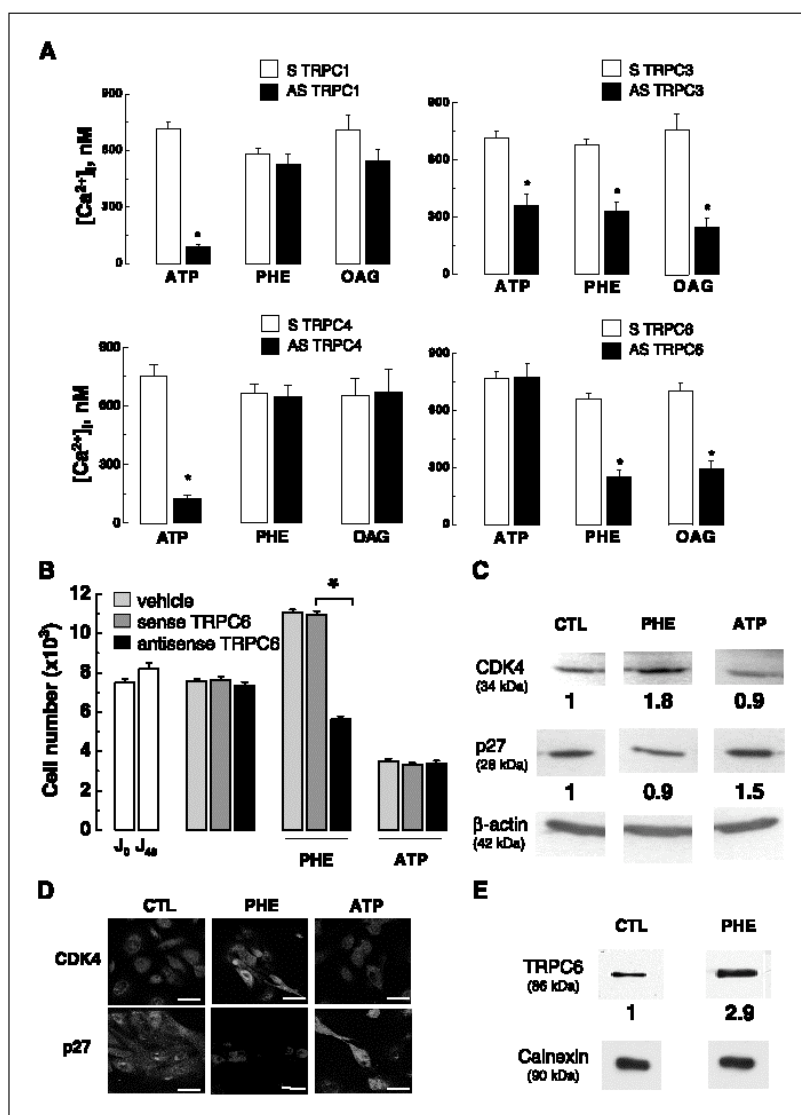 A
S TRPC1
AS TRPC1
[Ca²⁺]ᵢ, nM
900
600
300
0
ATP PHE OAG
*
S TRPC3
AS TRPC3
900
600
300
0
ATP PHE OAG
* * *
S TRPC4
AS TRPC4
[Ca²⁺]ᵢ, nM
900
600
300
0
ATP PHE OAG
*
S TRPC6
AS TRPC6
900
600
300
0
ATP PHE OAG
* *
B
vehicle
sense TRPC6
antisense TRPC6
*
Cell number (x10³)
12
10
8
6
4
2
0
J₀ J₄₈
PHE ATP
C
CTL PHE ATP
CDK4
(34 kDa)
1 1.8 0.9
p27
(28 kDa)
1 0.9 1.5
β-actin
(42 kDa)
D
CTL PHE ATP
CDK4
p27
E
CTL PHE
TRPC6
(86 kDa)
1 2.9
Calnexin
(90 kDa)